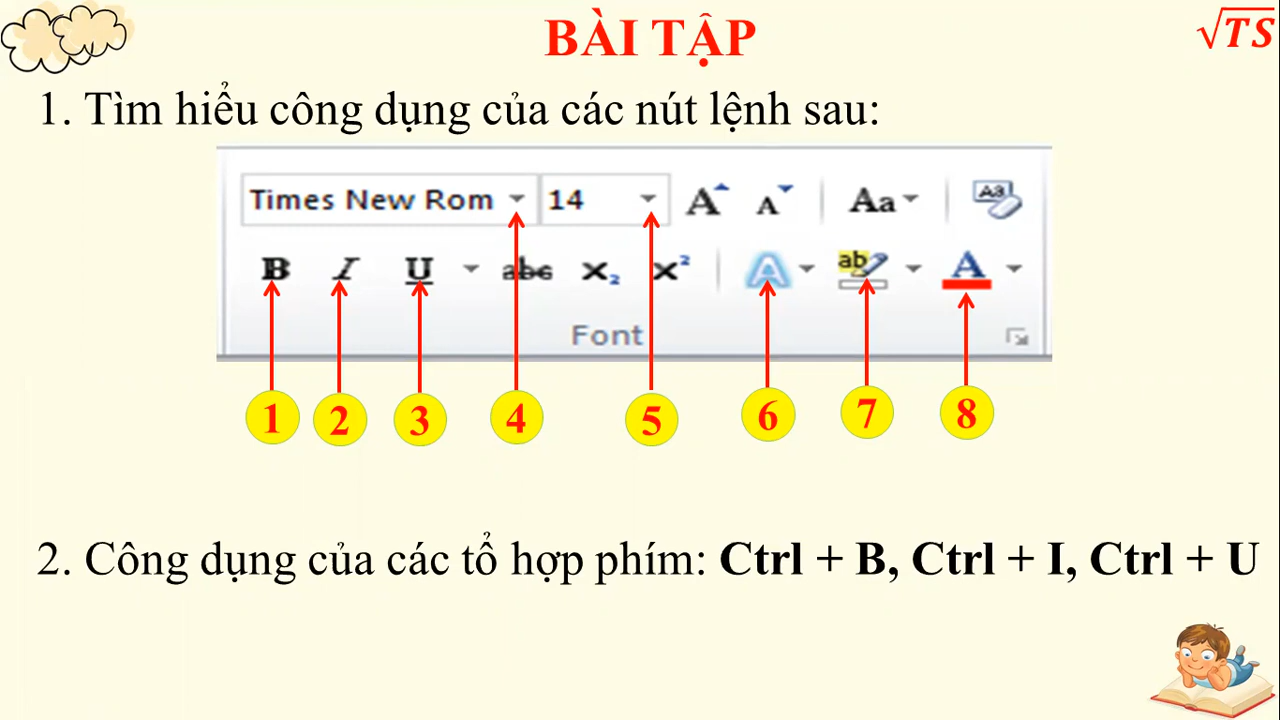 BÀI TẬP
√TS
1. Tìm hiểu công dụng của các nút lệnh sau:
Times New Rom 14 A A Aa Aa
B I U abc X₂ X² A ab A
Font
1 2 3 4 5 6 7 8
2. Công dụng của các tổ hợp phím: Ctrl + B, Ctrl + I, Ctrl + U